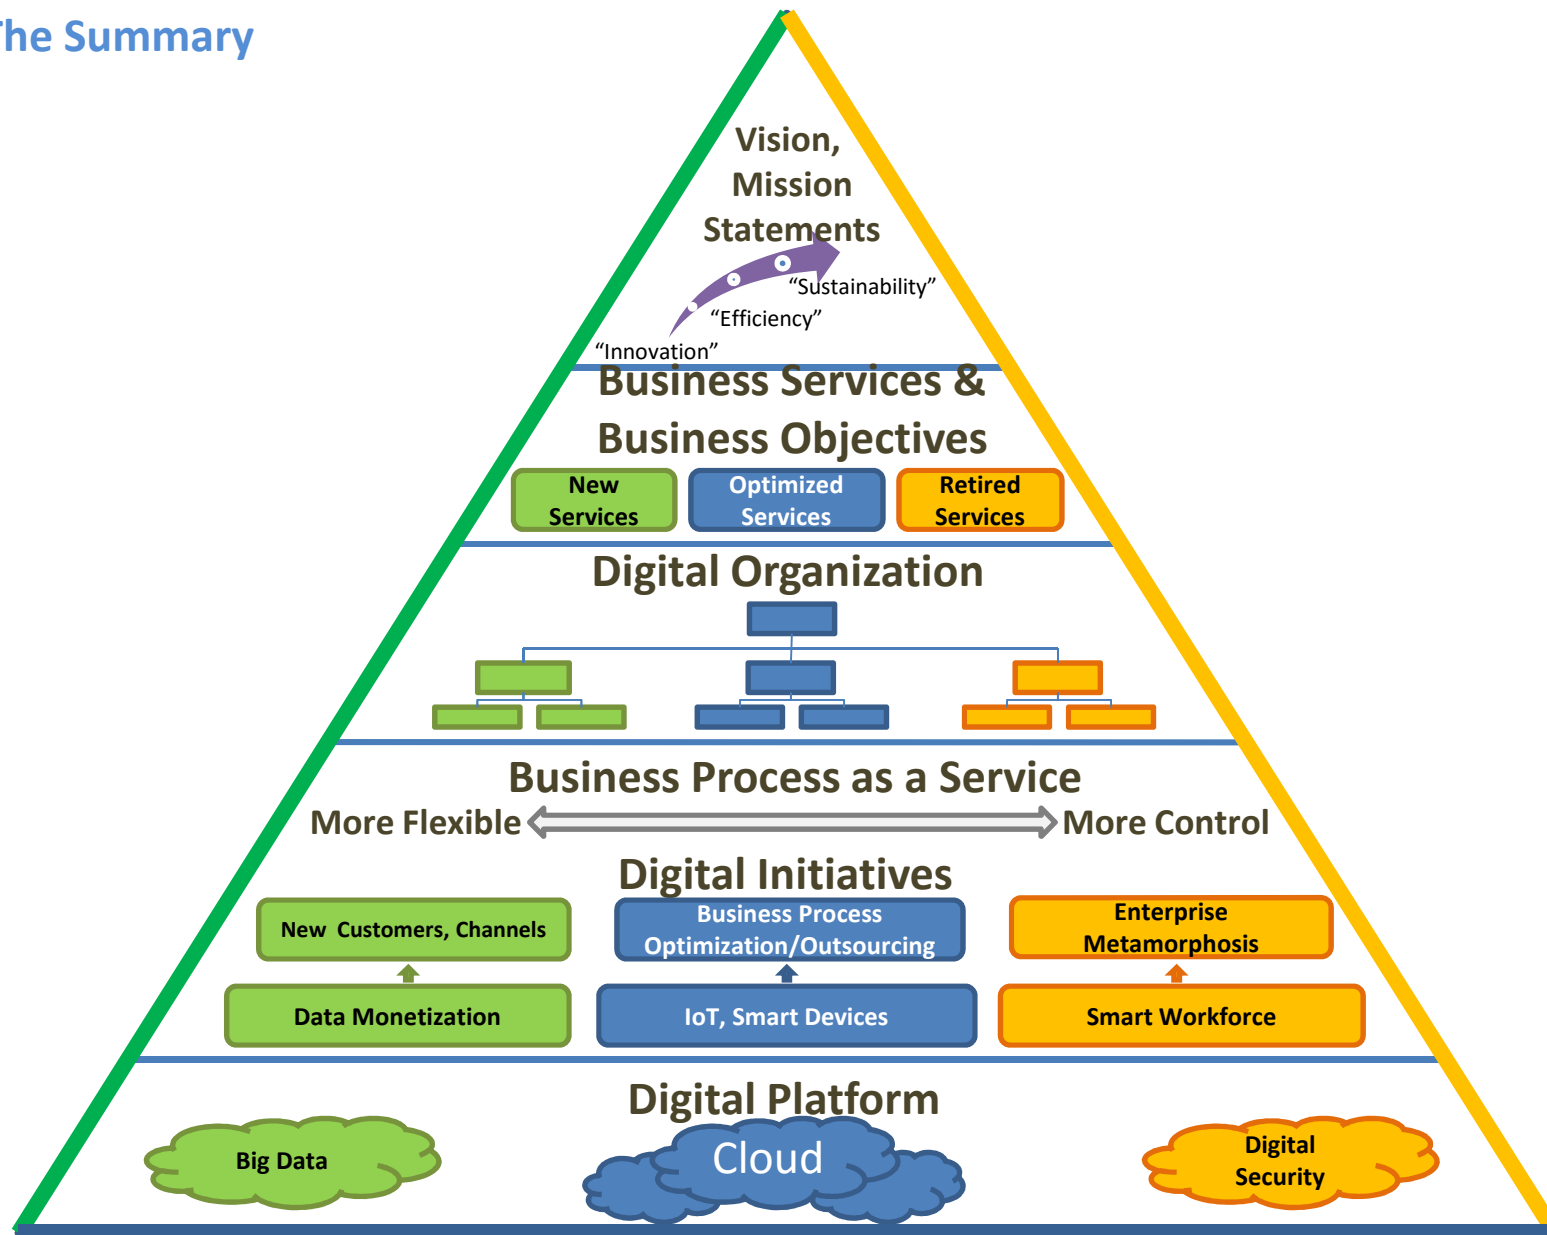 The Summary
Vision,
Mission
Statements
“Sustainability”
“Efficiency”
“Innovation”
Business Services &
Business Objectives
New
Services
Optimized
Services
Retired
Services
Digital Organization
Business Process as a Service
More Flexible
More Control
Digital Initiatives
New Customers, Channels
Business Process
Optimization/Outsourcing
Enterprise
Metamorphosis
Data Monetization
IoT, Smart Devices
Smart Workforce
Digital Platform
Big Data
Cloud
Digital
Security